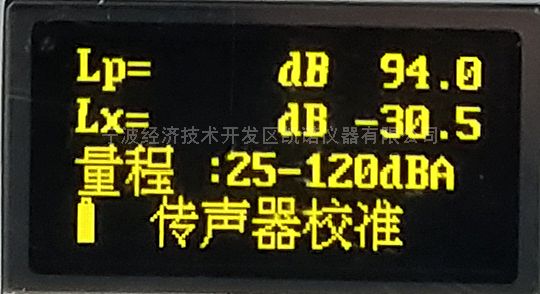 Lp= dB 94.0
Lx= dB -30.5
宁波经济技术开发区凯诺仪器有限公司
量程 :25-120dBA
传声器校准